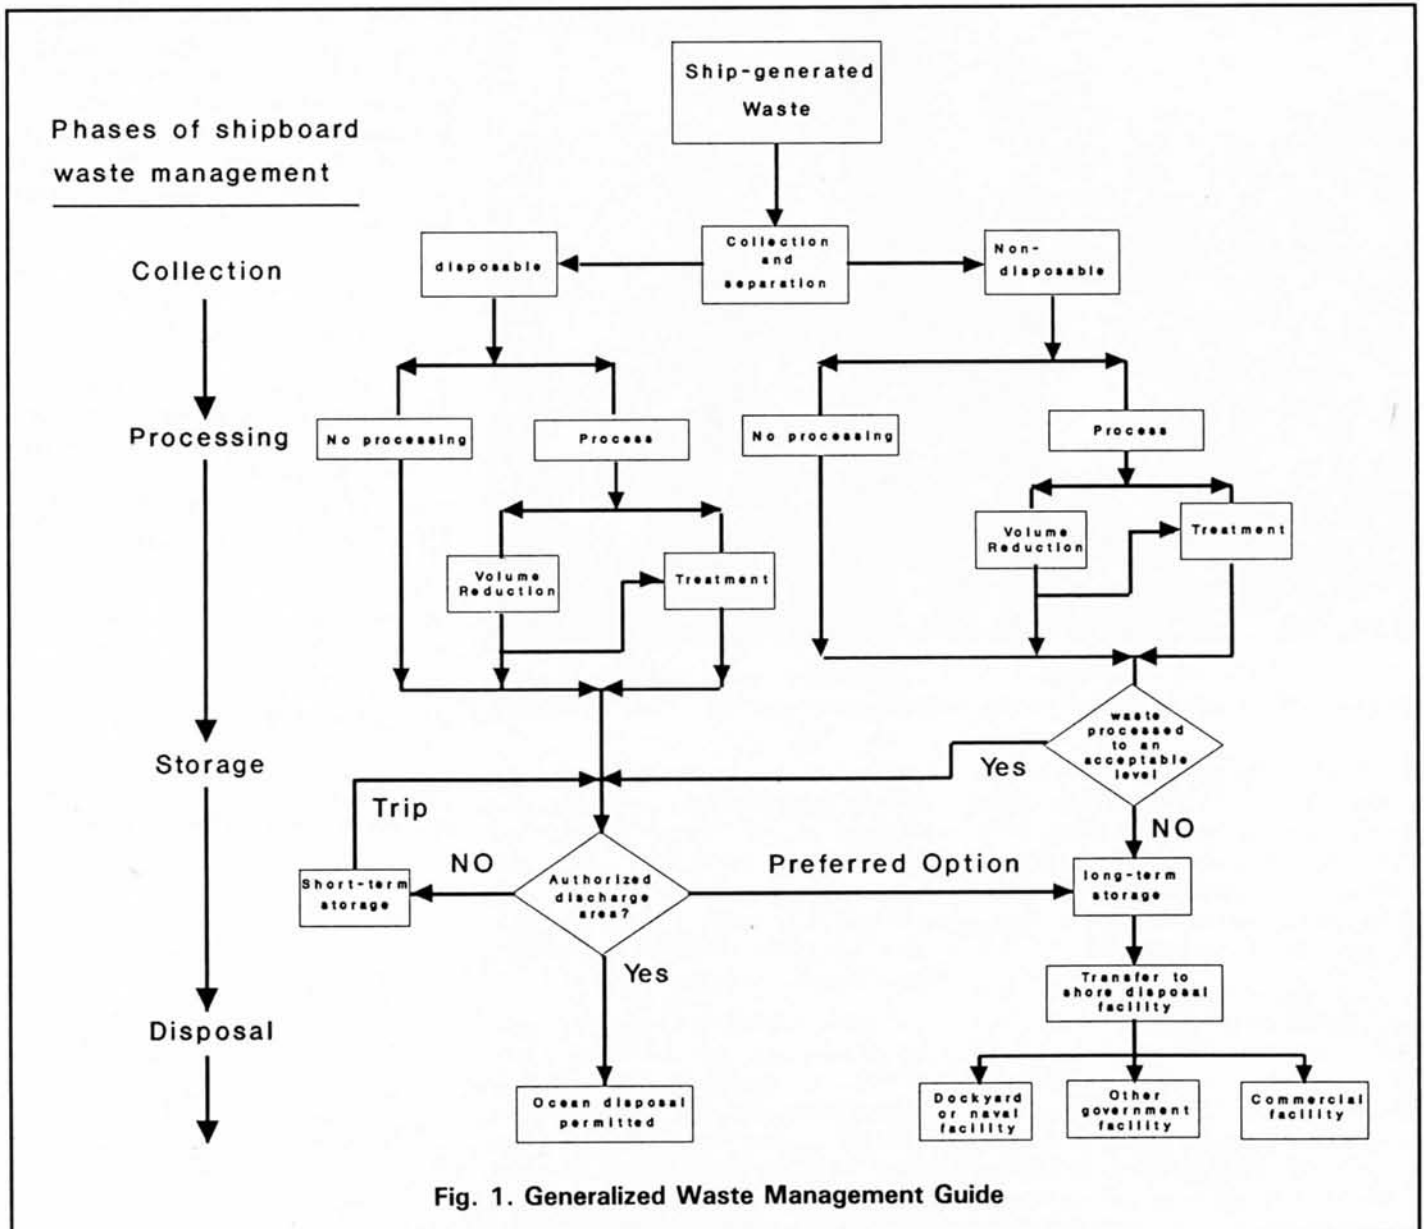 Ship-generated
Waste
Phases of shipboard
waste management
Collection
and
separation
disposable
Non-
disposable
Collection
Processing
No processing
Process
No processing
Process
Volume
Reduction
Treatment
Volume
Reduction
Treatment
waste
processed
to an
acceptable
level
Storage
Yes
Trip
NO
NO
Preferred Option
Short-term
storage
Authorized
discharge
area?
long-term
storage
Yes
Transfer to
shore disposal
facility
Disposal
Ocean disposal
permitted
Dockyard
or naval
facility
Other
government
facility
Commercial
facility
Fig. 1. Generalized Waste Management Guide